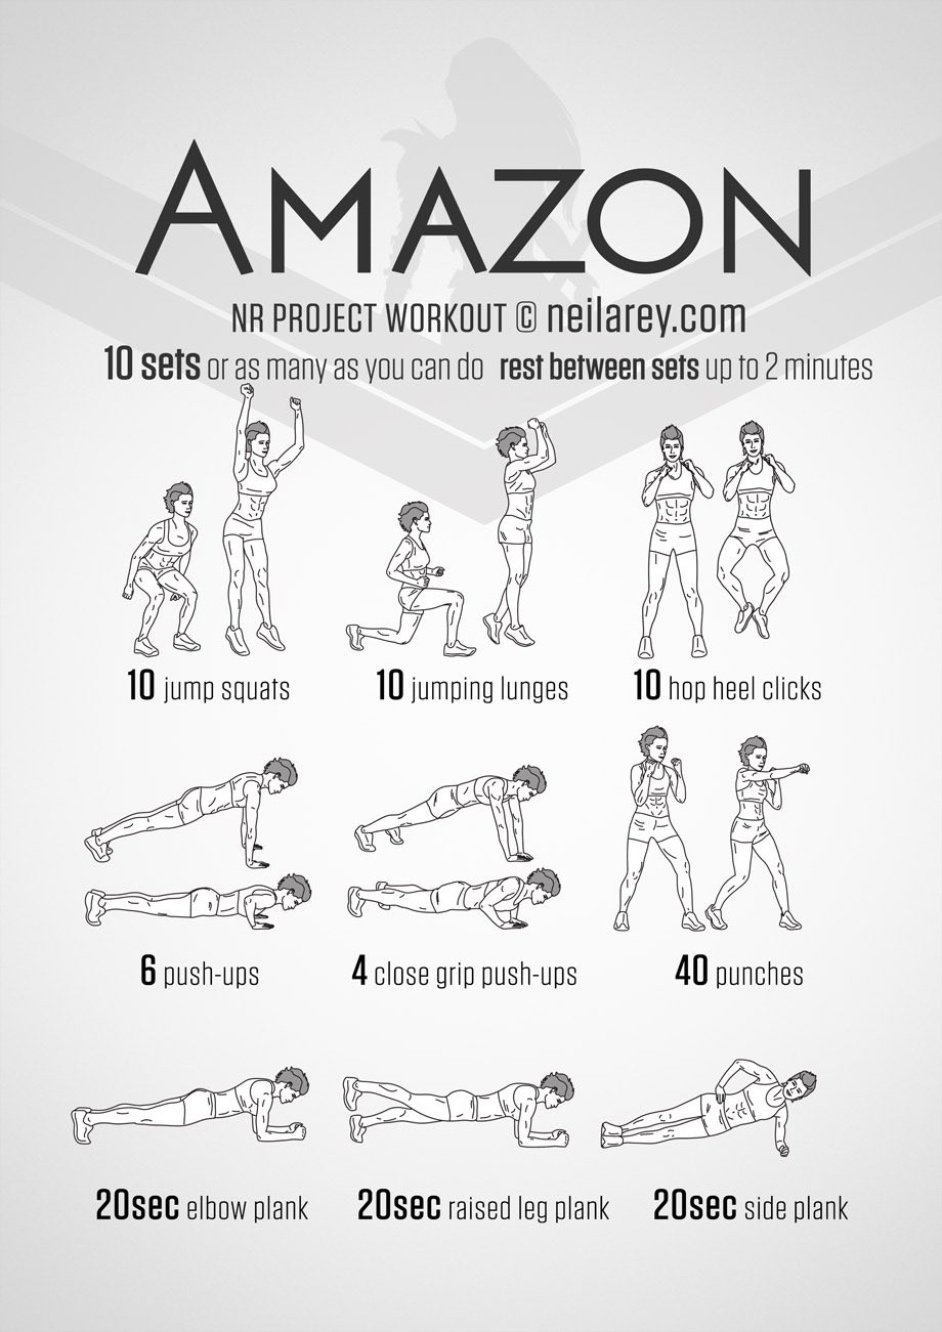 AMAZON
NR PROJECT WORKOUT © neilarey.com
10 sets or as many as you can do rest between sets up to 2 minutes
10 jump squats
10 jumping lunges
10 hop heel clicks
6 push-ups
4 close grip push-ups
40 punches
20sec elbow plank
20sec raised leg plank
20sec side plank